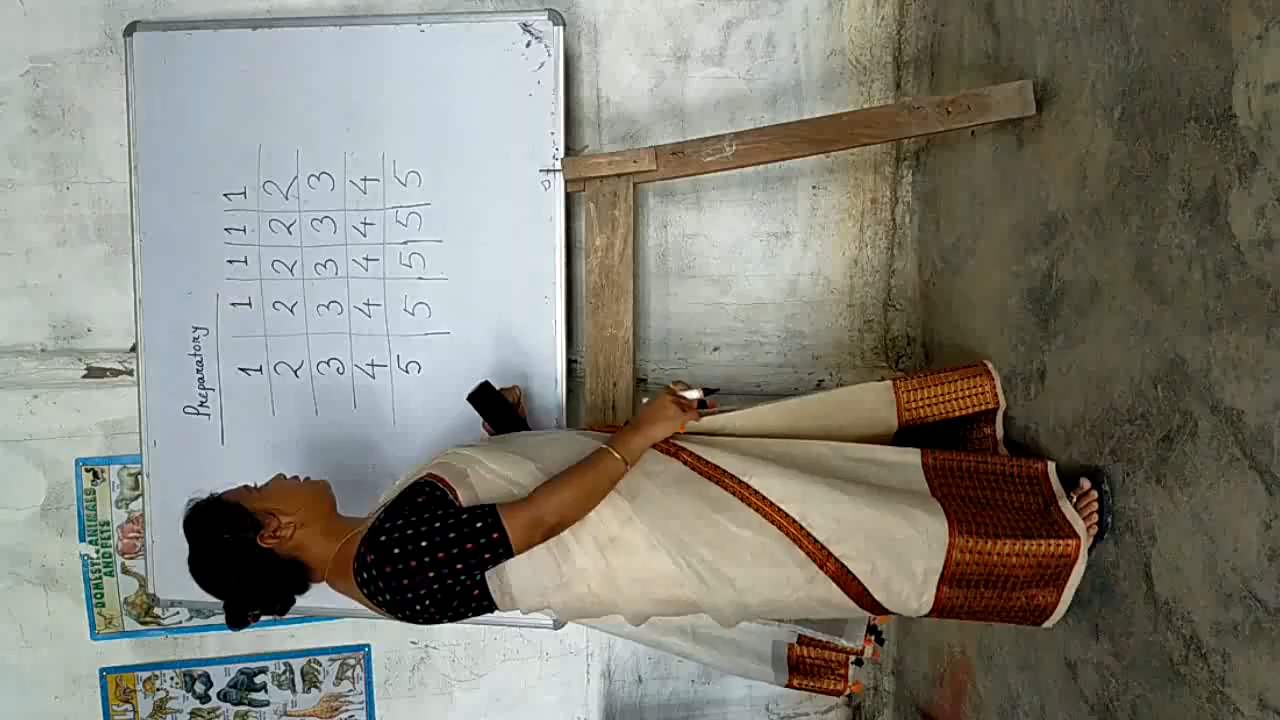 Preparatory
1 1 1 1 1
2 2 2 2 2
3 3 3 3 3
4 4 4 4 4
5 5 5 5 5
DOMESTIC ANIMALS
AND PETS